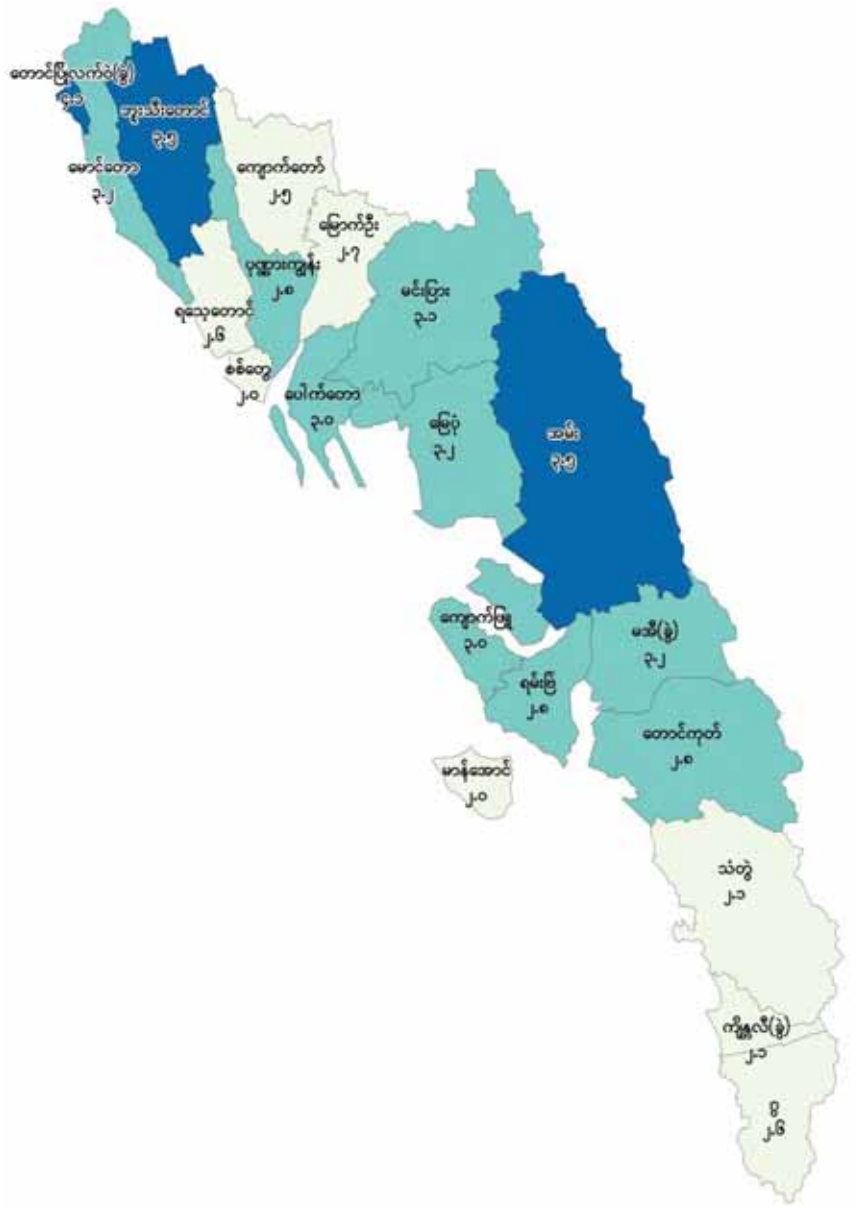 တောင်ပြိုလက်ဝဲ(ခွဲ)
၄.၁
ဘူးသီးတောင်
၃.၅
မောင်တော
၃.၂
ကျောက်တော်
၂.၅
မြောက်ဦး
၂.၇
ပုဏ္ဏားကျွန်း
၂.၈
မင်းပြား
၃.၁
ရသေ့တောင်
၂.၆
စစ်တွေ
၂.၀
ပေါက်တော
၃.၀
မြေပုံ
၃.၂
အမ်း
၃.၅
ကျောက်ဖြူ
၃.၀
မအီ(ခွဲ)
၃.၂
ရမ်းဗြဲ
၂.၈
တောင်ကုတ်
၂.၈
မာန်အောင်
၂.၀
သံတွဲ
၂.၁
ကျိန္တလီ(ခွဲ)
၂.၁
ဂွ
၂.၆